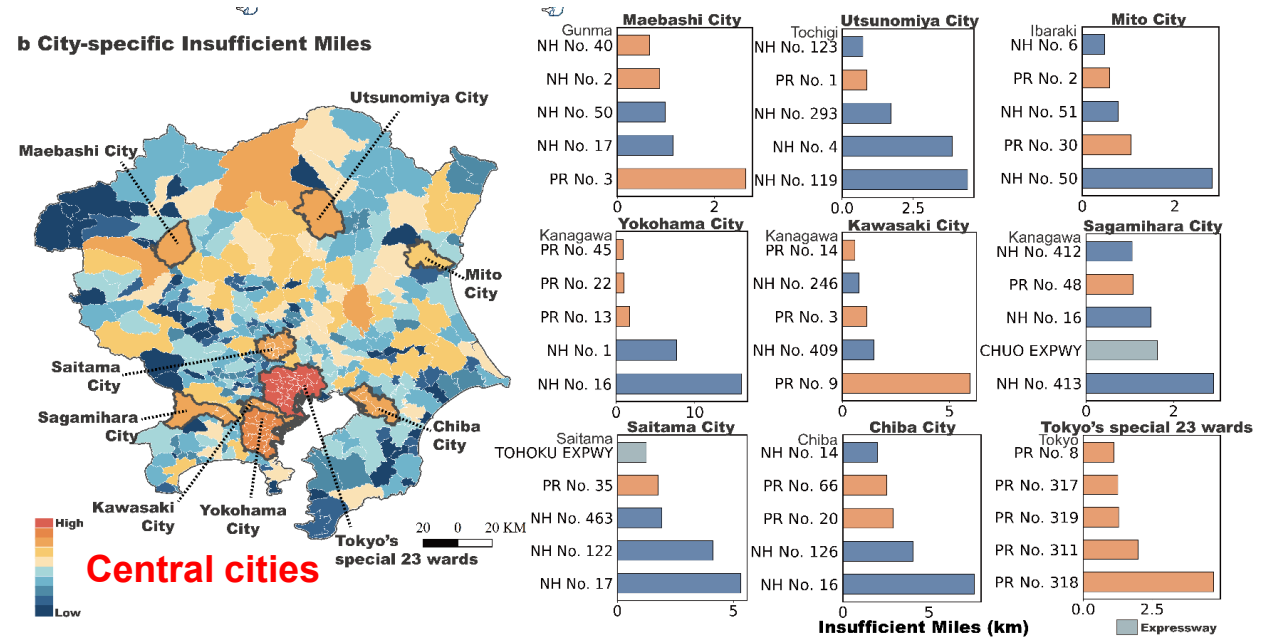 b City-specific Insufficient Miles
Utsunomiya City
Maebashi City
Mito
City
Saitama
City
Sagamihara
City
Chiba
City
Kawasaki
City
Yokohama
City
Tokyo's
special 23 wards
20 0 20 KM
High
Low
Central cities
Maebashi City
Gunma
NH No. 40
NH No. 2
NH No. 50
NH No. 17
PR No. 3
0 2
Utsunomiya City
Tochigi
NH No. 123
PR No. 1
NH No. 293
NH No. 4
NH No. 119
0.0 2.5
Mito City
Ibaraki
NH No. 6
PR No. 2
NH No. 51
PR No. 30
NH No. 50
0 2
Yokohama City
Kanagawa
PR No. 45
PR No. 22
PR No. 13
NH No. 1
NH No. 16
0 10
Kawasaki City
Kanagawa
PR No. 14
NH No. 246
PR No. 3
NH No. 409
PR No. 9
0 5
Sagamihara City
Kanagawa
NH No. 412
PR No. 48
NH No. 16
CHUO EXPWY
NH No. 413
0 2
Saitama City
Saitama
TOHOKU EXPWY
PR No. 35
NH No. 463
NH No. 122
NH No. 17
0 5
Chiba City
Chiba
NH No. 14
PR No. 66
PR No. 20
NH No. 126
NH No. 16
0 5
Tokyo's special 23 wards
Tokyo
PR No. 8
PR No. 317
PR No. 319
PR No. 311
PR No. 318
0.0 2.5
Insufficient Miles (km)
Expressway